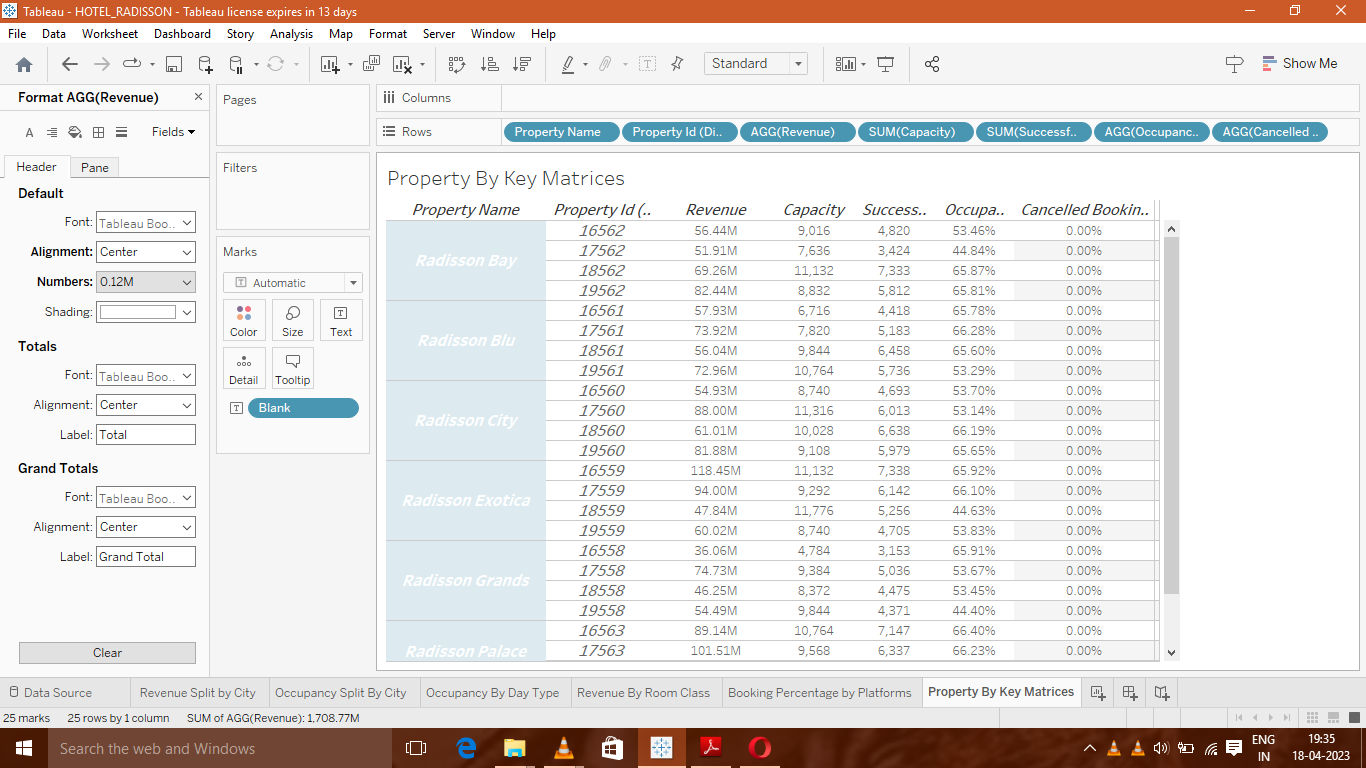 Tableau - HOTEL_RADISSON - Tableau license expires in 13 days
File Data Worksheet Dashboard Story Analysis Map Format Server Window Help
Standard Show Me
Format AGG(Revenue)
Fields
Header Pane
Default
Font: Tableau Boo..
Alignment: Center
Numbers: 0.12M
Shading:
Totals
Font: Tableau Boo..
Alignment: Center
Label: Total
Grand Totals
Font: Tableau Boo..
Alignment: Center
Label: Grand Total
Clear
Pages
Filters
Marks
Automatic
Color Size Text
Detail Tooltip
Blank
Columns
Rows Property Name Property Id (Di.. AGG(Revenue) SUM(Capacity) SUM(Successf.. AGG(Occupanc.. AGG(Cancelled ..
Property By Key Matrices
Property Name Property Id (.. Revenue Capacity Success.. Occupa.. Cancelled Bookin..
Radisson Bay
16562 56.44M 9,016 4,820 53.46% 0.00%
17562 51.91M 7,636 3,424 44.84% 0.00%
18562 69.26M 11,132 7,333 65.87% 0.00%
19562 82.44M 8,832 5,812 65.81% 0.00%
Radisson Blu
16561 57.93M 6,716 4,418 65.78% 0.00%
17561 73.92M 7,820 5,183 66.28% 0.00%
18561 56.04M 9,844 6,458 65.60% 0.00%
19561 72.96M 10,764 5,736 53.29% 0.00%
Radisson City
16560 54.93M 8,740 4,693 53.70% 0.00%
17560 88.00M 11,316 6,013 53.14% 0.00%
18560 61.01M 10,028 6,638 66.19% 0.00%
19560 81.88M 9,108 5,979 65.65% 0.00%
Radisson Exotica
16559 118.45M 11,132 7,338 65.92% 0.00%
17559 94.00M 9,292 6,142 66.10% 0.00%
18559 47.84M 11,776 5,256 44.63% 0.00%
19559 60.02M 8,740 4,705 53.83% 0.00%
Radisson Grands
16558 36.06M 4,784 3,153 65.91% 0.00%
17558 74.73M 9,384 5,036 53.67% 0.00%
18558 46.25M 8,372 4,475 53.45% 0.00%
19558 54.49M 9,844 4,371 44.40% 0.00%
Radisson Palace
16563 89.14M 10,764 7,147 66.40% 0.00%
17563 101.51M 9,568 6,337 66.23% 0.00%
Data Source Revenue Split by City Occupancy Split By City Occupancy By Day Type Revenue By Room Class Booking Percentage by Platforms Property By Key Matrices
25 marks 25 rows by 1 column SUM of AGG(Revenue): 1,708.77M
Search the web and Windows
ENG
IN
19:35
18-04-2023